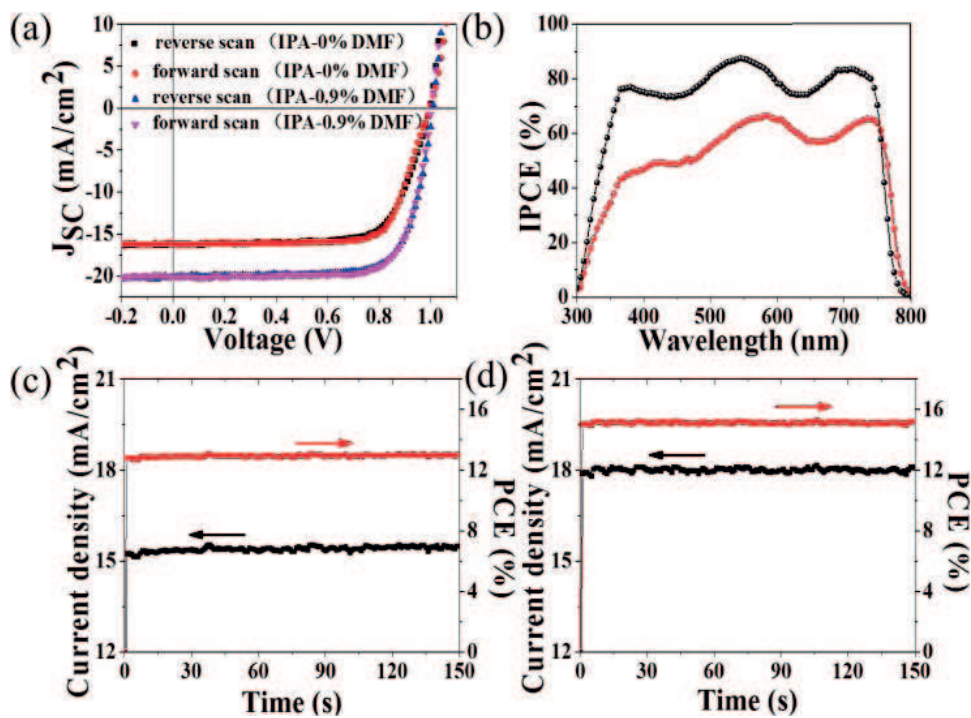 (a)
10
5
0
-5
-10
-15
-20
J_SC (mA/cm²)
reverse scan （IPA-0% DMF）
forward scan （IPA-0% DMF）
reverse scan （IPA-0.9% DMF）
forward scan （IPA-0.9% DMF）
-0.2 0.0 0.2 0.4 0.6 0.8 1.0
Voltage (V)
(b)
100
80
60
40
20
0
IPCE (%)
300 400 500 600 700 800
Wavelength (nm)
(c)
21
18
15
12
Current density (mA/cm²)
16
12
8
4
0
PCE (%)
0 30 60 90 120 150
Time (s)
(d)
21
18
15
12
Current density (mA/cm²)
16
12
8
4
0
PCE (%)
0 30 60 90 120 150
Time (s)